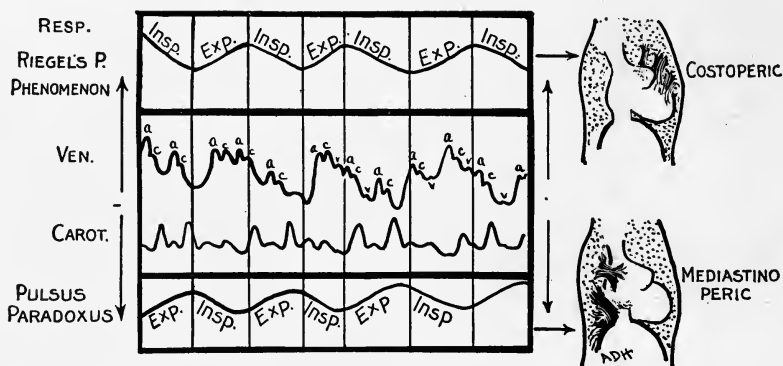 RESP.
RIEGEL'S P.
PHENOMENON
Insp. Exp. Insp. Exp. Insp. Exp. Insp.
COSTOPERIC
VEN.
a c a c a c a c a c a c v a c v a c a c v a c v a c v a
CAROT.
PULSUS
PARADOXUS
Exp. Insp. Exp. Insp. Exp Insp
MEDIASTINO
PERIC
ADH